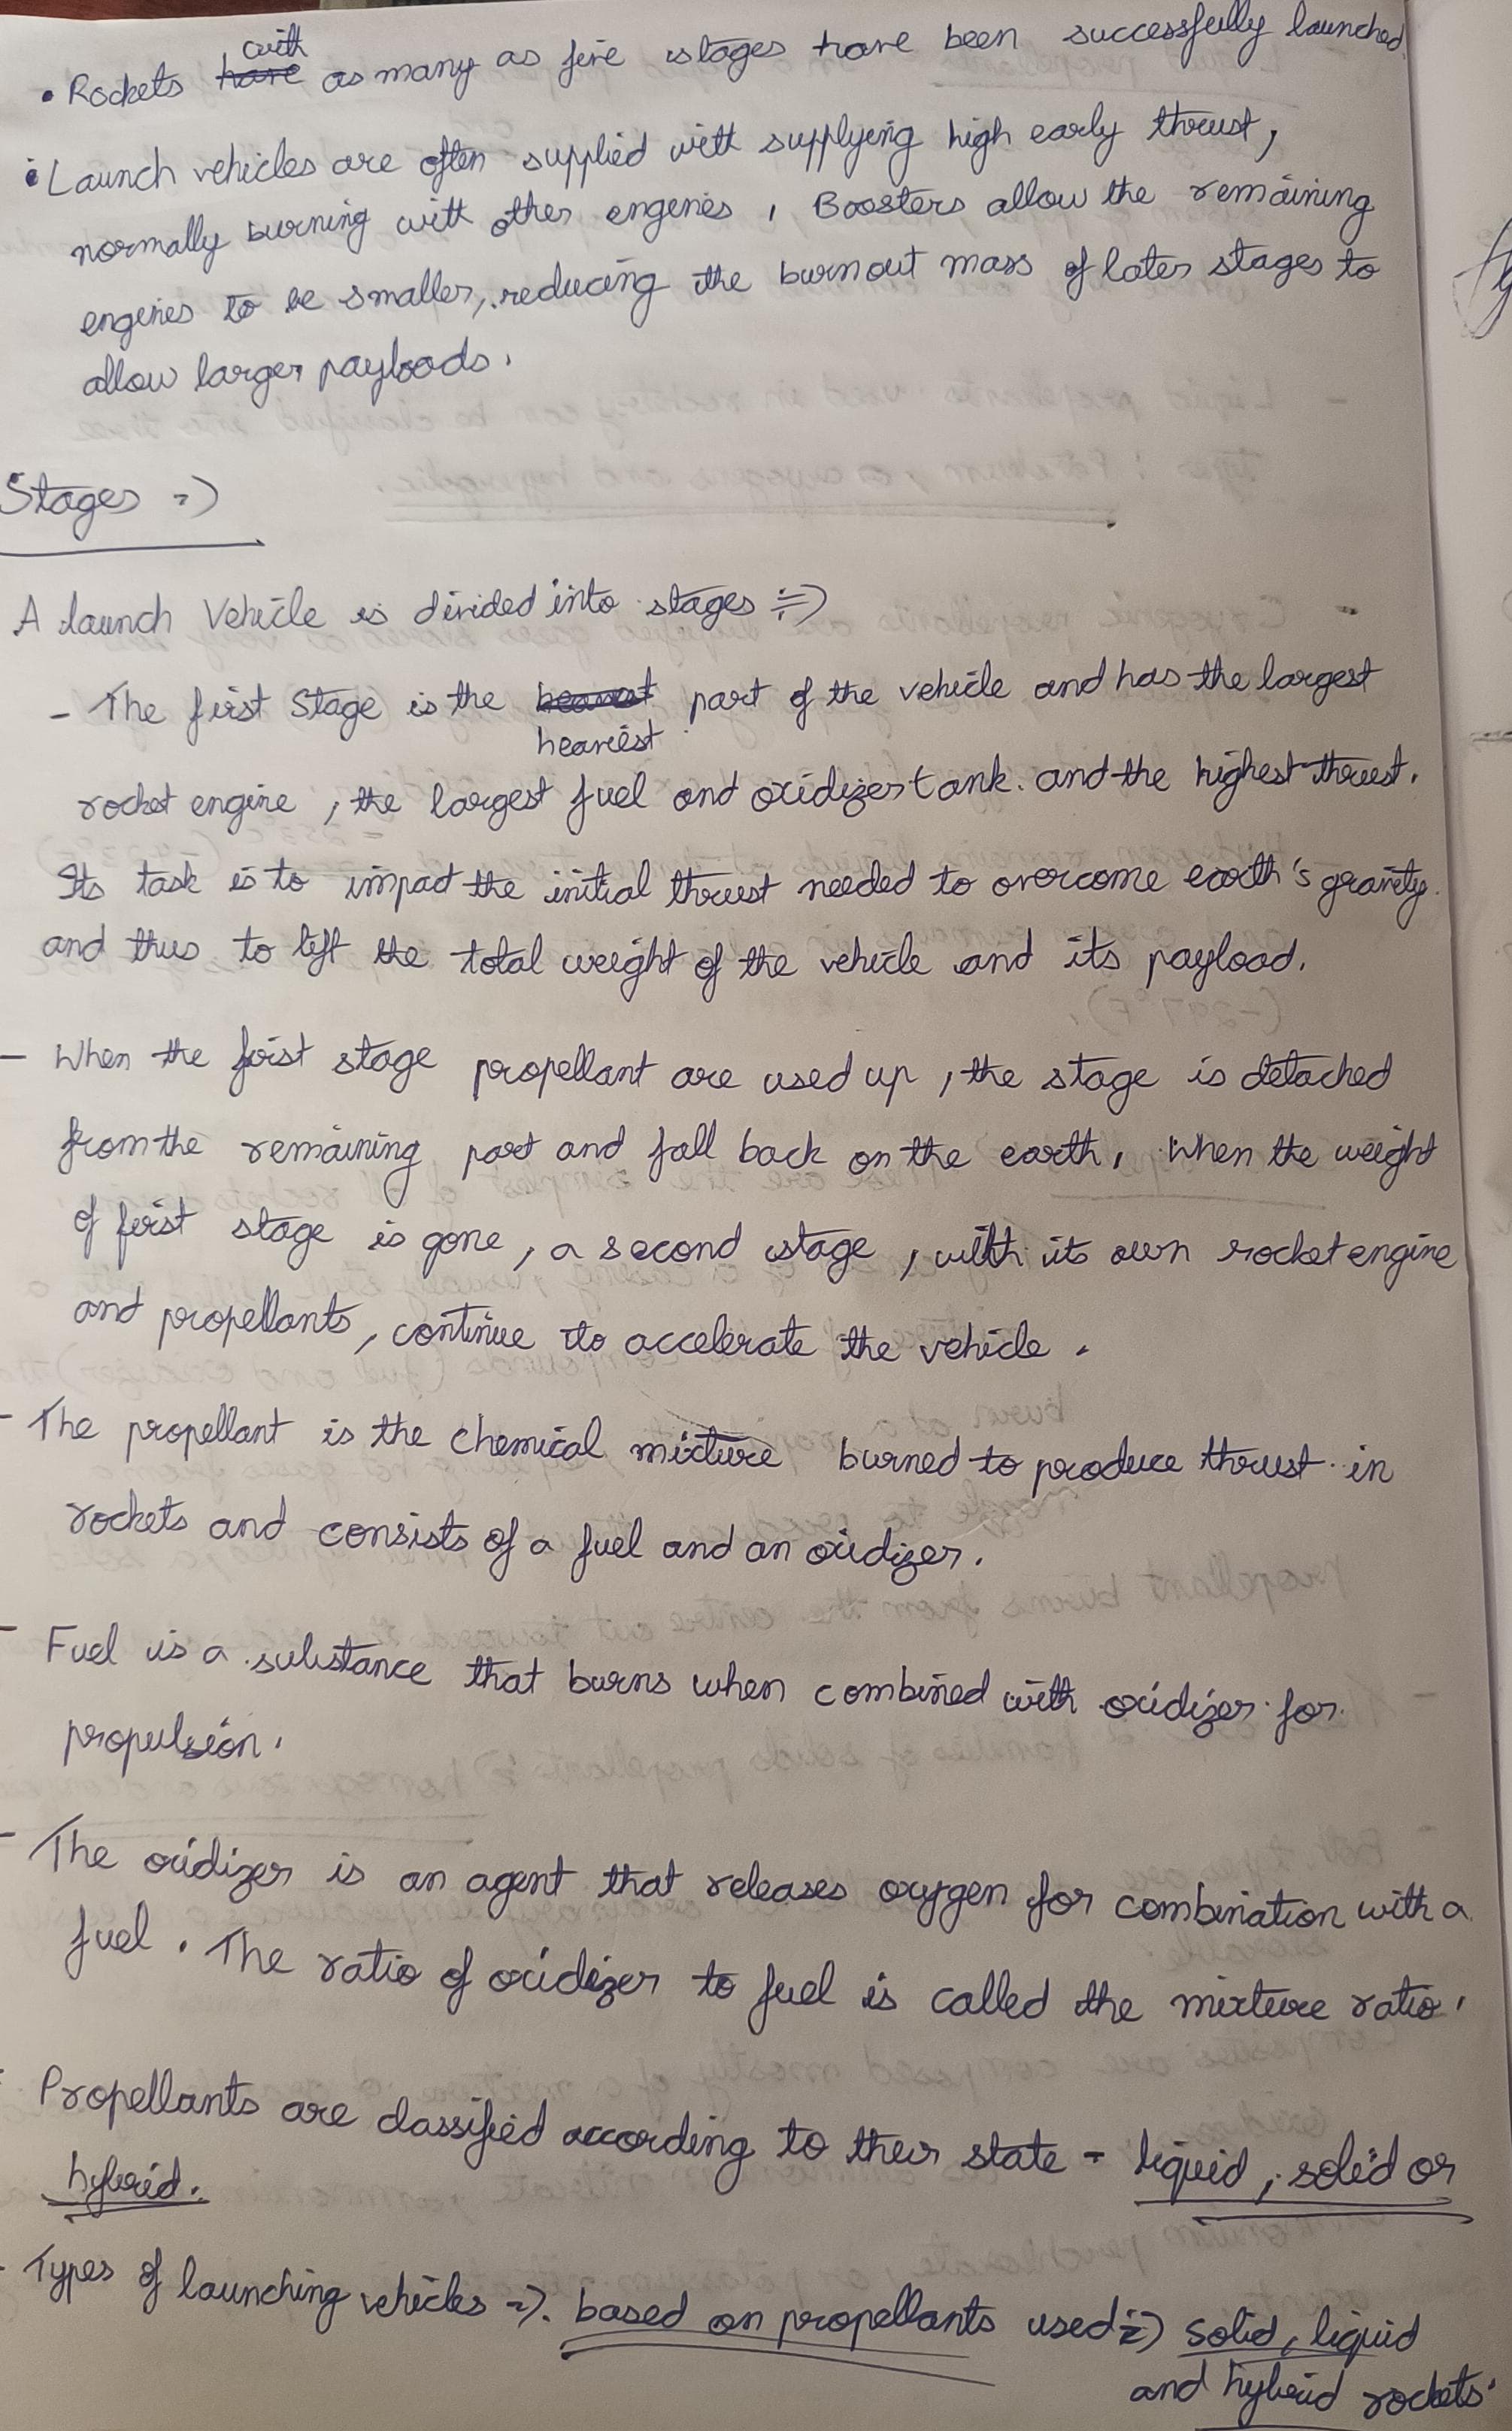 • Rockets with as many as five stages have been successfully launched.
• Launch vehicles are often supplied with supplying high early thrust,
normally burning with other engenies, Boosters allow the remaining
engenies to be smaller, reducing the burnout mass of later stages to
allow larger payloads.
Stages =>
A launch Vehicle is divided into stages =>
- The first Stage is the heaviest part of the vehicle and has the largest
rocket engine, the largest fuel and oxidizer tank. and the highest thrust.
Its task is to impact the initial thrust needed to overcome earth's gravity.
and thus to lift the total weight of the vehicle and its payload.
- When the first stage propellant are used up, the stage is detached
from the remaining part and fall back on the earth. When the weight
of first stage is gone, a second stage, with its own rocket engine
and propellants, continue to accelerate the vehicle.
- The propellant is the chemical mixture burned to produce thrust in
rockets and consists of a fuel and an oxidizer.
- Fuel is a substance that burns when combined with oxidizer for
propulsion.
- The oxidizer is an agent that releases oxygen for combination with a
fuel. The ratio of oxidizer to fuel is called the mixture ratio.
- Propellants are classified according to their state - liquid, solid or
hybrid.
- Types of launching vehicles =>. based on propellants used => solid, liquid
and hybrid rockets.